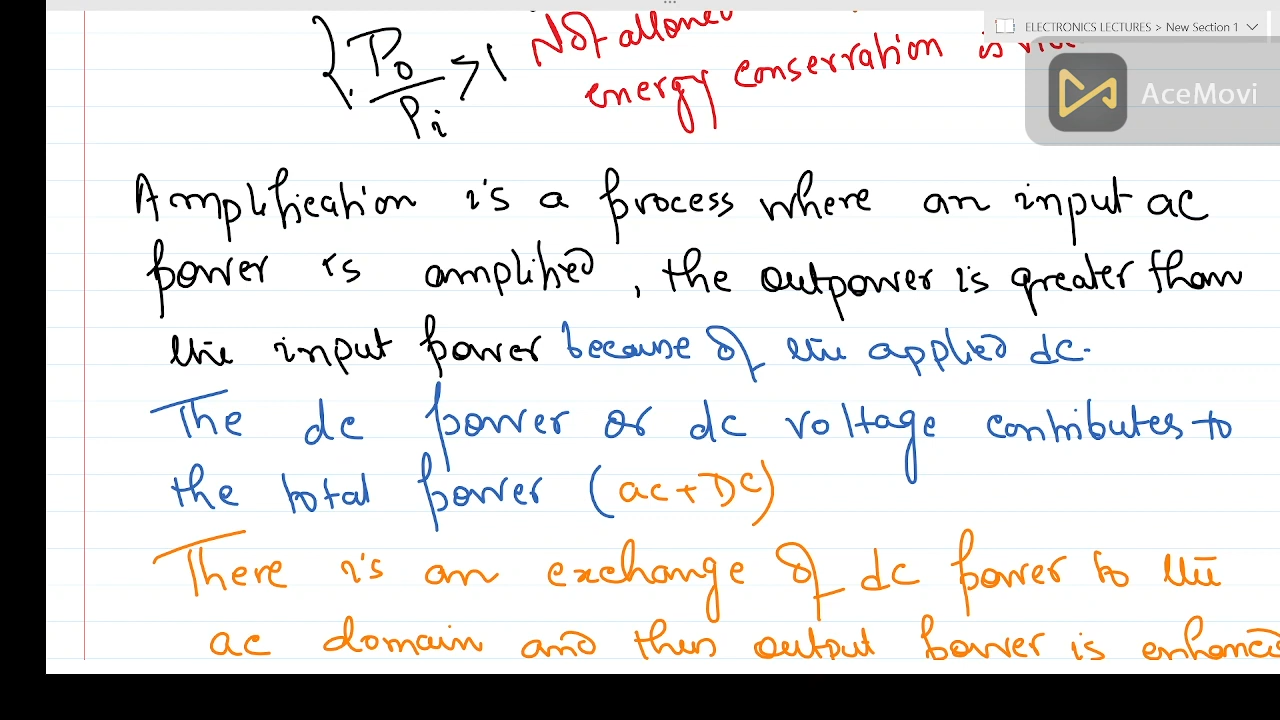 ELECTRONICS LECTURES > New Section 1
Po/Pi >1 Not allowed
energy conservation is
AceMovi
Amplification is a process where an input ac
power is amplified, the outpower is greater than
the input power because of the applied dc.
The dc power or dc voltage contributes to
the total power (ac+DC)
There is an exchange of dc power to the
ac domain and thus output power is enhanced